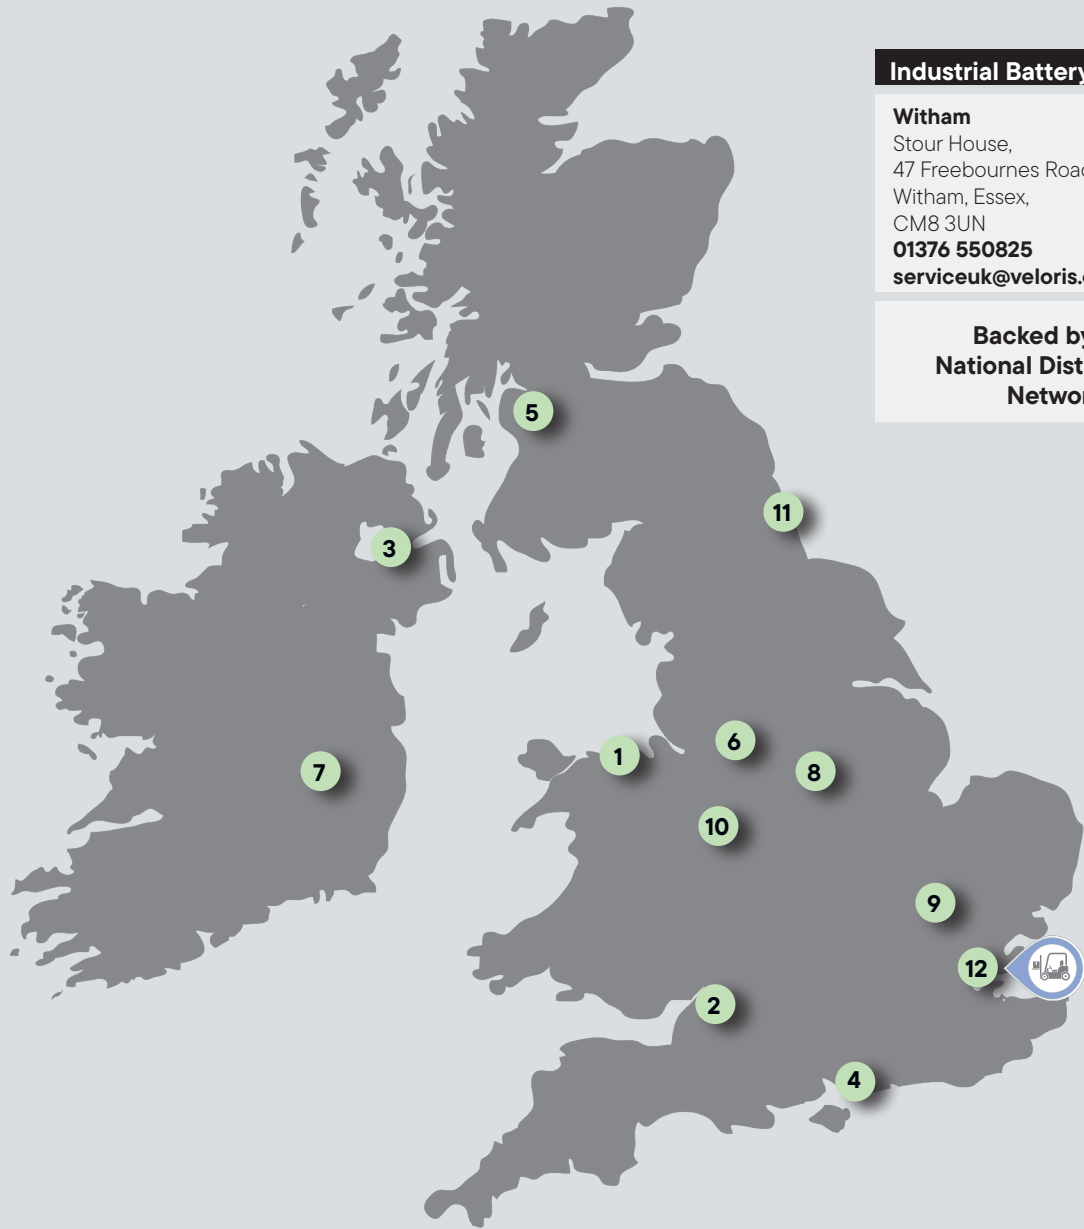 Industrial Battery
Witham
Stour House,
47 Freebournes Road
Witham, Essex,
CM8 3UN
01376 550825
serviceuk@veloris.
Backed by
National Dist
Networ
5
11
3
6
1
8
7
10
9
12
2
4